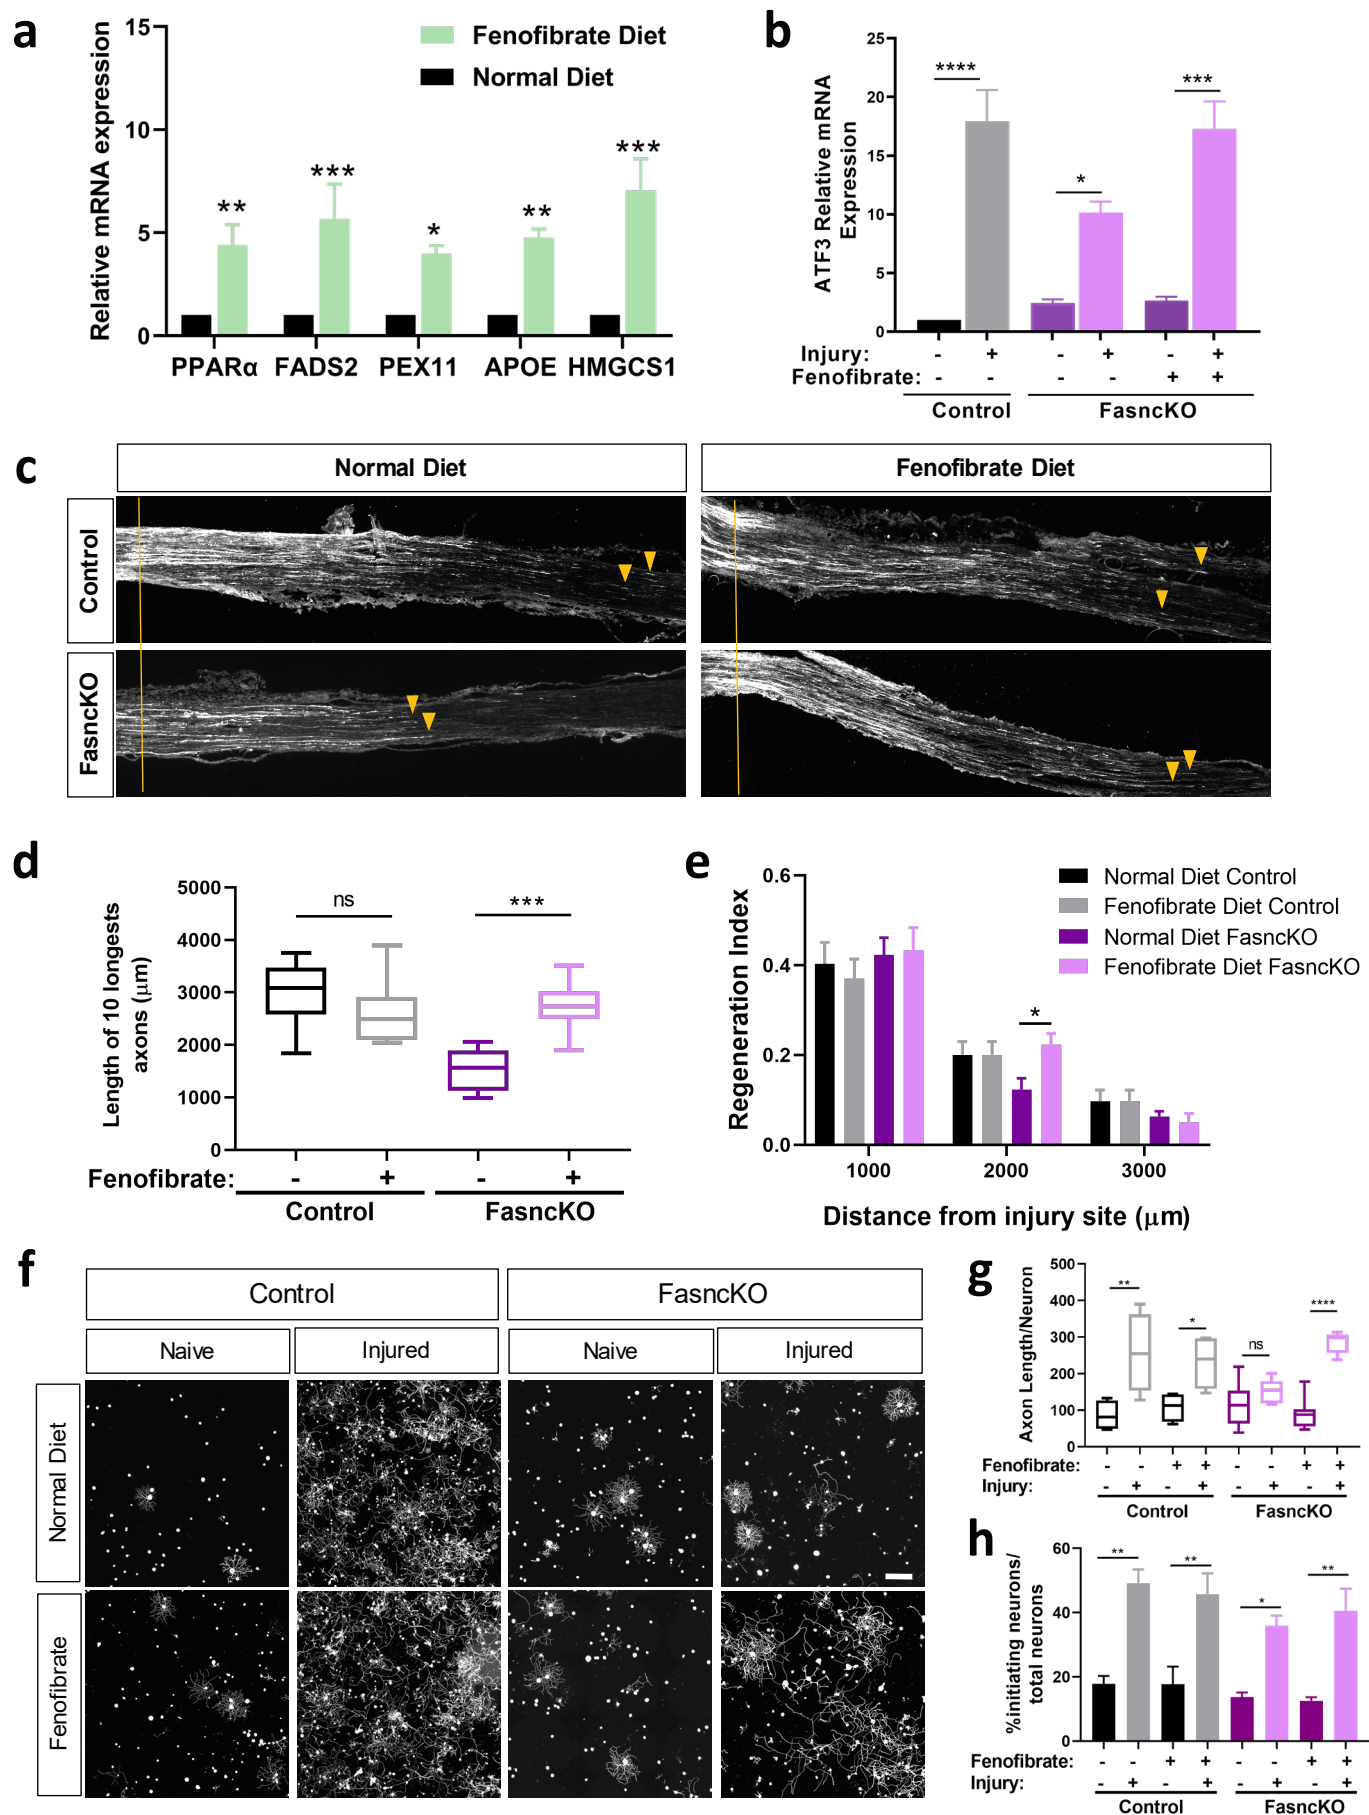 a
15
10
5
0
Relative mRNA expression
Fenofibrate Diet
Normal Diet
**
***
*
**
***
PPARα FADS2 PEX11 APOE HMGCS1
b
25
20
15
10
5
0
ATF3 Relative mRNA
Expression
****
*
***
Injury: - + - + - +
Fenofibrate: - - - - + +
Control FasncKO
c
Normal Diet Fenofibrate Diet
Control
FasncKO
d
5000
4000
3000
2000
1000
0
Length of 10 longests
axons (μm)
ns
***
Fenofibrate: - + - +
Control FasncKO
e
0.6
0.4
0.2
0.0
Regeneration Index
Normal Diet Control
Fenofibrate Diet Control
Normal Diet FasncKO
Fenofibrate Diet FasncKO
*
1000 2000 3000
Distance from injury site (μm)
f
Control FasncKO
Naive Injured Naive Injured
Normal Diet
Fenofibrate
g
500
400
300
200
100
0
Axon Length/Neuron
**
*
ns
****
Fenofibrate: - - + + - - + +
Injury: - + - + - + - +
Control FasncKO
h
60
40
20
0
%initiating neurons/
total neurons
**
**
*
**
Fenofibrate: - - + + - - + +
Injury: - + - + - + - +
Control FasncKO